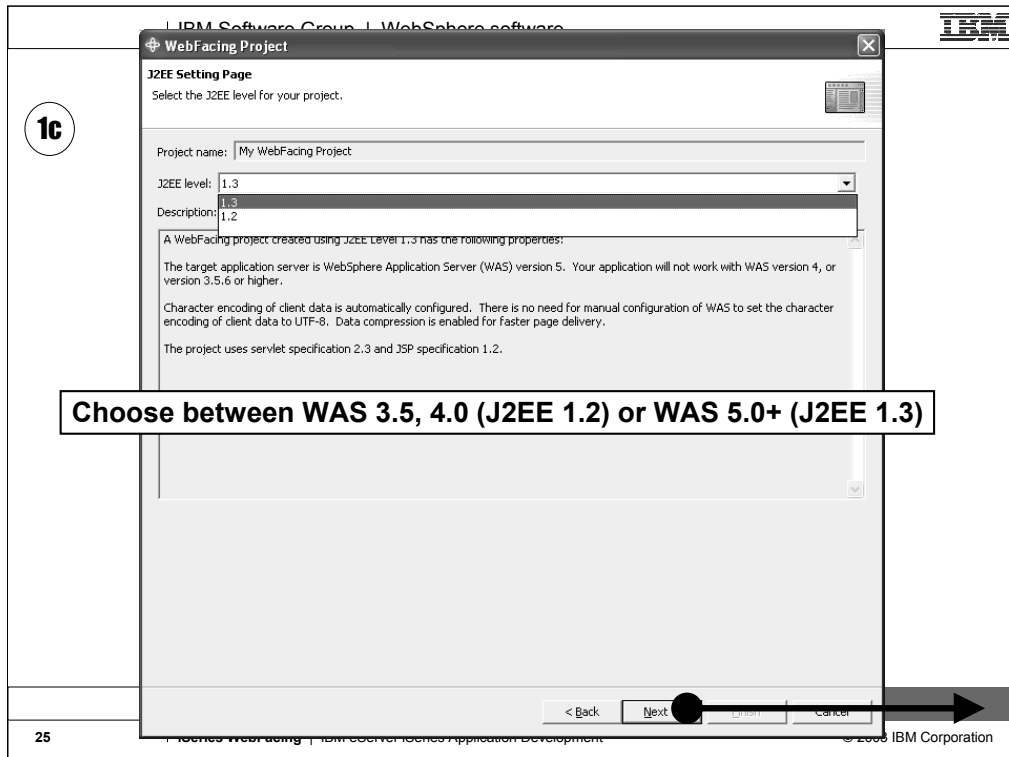 IBM Software Group | WebSphere software
IBM
WebFacing Project
J2EE Setting Page
Select the J2EE level for your project.
1c
Project name: My WebFacing Project
J2EE level: 1.3
1.3
Description:
1.2
A WebFacing project created using J2EE Level 1.3 has the following properties:
The target application server is WebSphere Application Server (WAS) version 5. Your application will not work with WAS version 4, or
version 3.5.6 or higher.
Character encoding of client data is automatically configured. There is no need for manual configuration of WAS to set the character
encoding of client data to UTF-8. Data compression is enabled for faster page delivery.
The project uses servlet specification 2.3 and JSP specification 1.2.
Choose between WAS 3.5, 4.0 (J2EE 1.2) or WAS 5.0+ (J2EE 1.3)
< Back Next Finish Cancel
25 iSeries WebFacing | IBM eServer iSeries Application Development © 2003 IBM Corporation